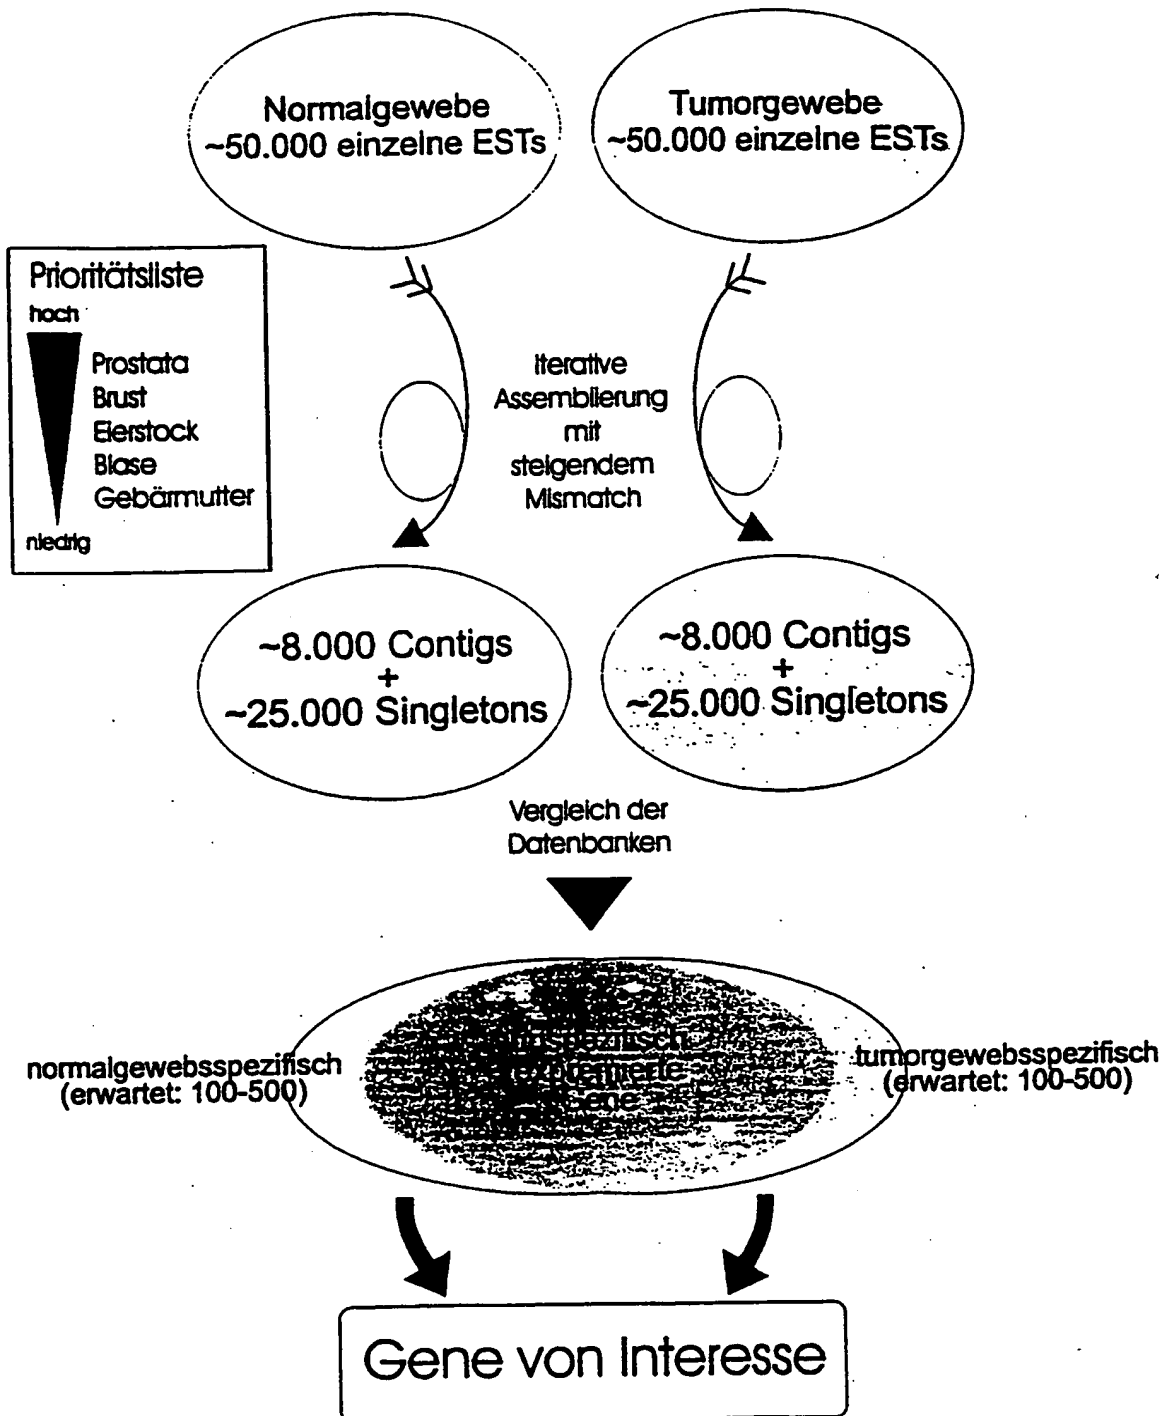 Normalgewebe
~50.000 einzelne ESTs
Tumorgewebe
~50.000 einzelne ESTs
Prioritätsliste
hoch
Prostata
Brust
Eierstock
Blase
Gebärmutter
niedrig
Iterative
Assemblierung
mit
steigendem
Mismatch
~8.000 Contigs
+
~25.000 Singletons
~8.000 Contigs
+
~25.000 Singletons
Vergleich der
Datenbanken
normalgewebsspezifisch
(erwartet: 100-500)
Gene
tumorgewebsspezifisch
(erwartet: 100-500)
Gene von Interesse